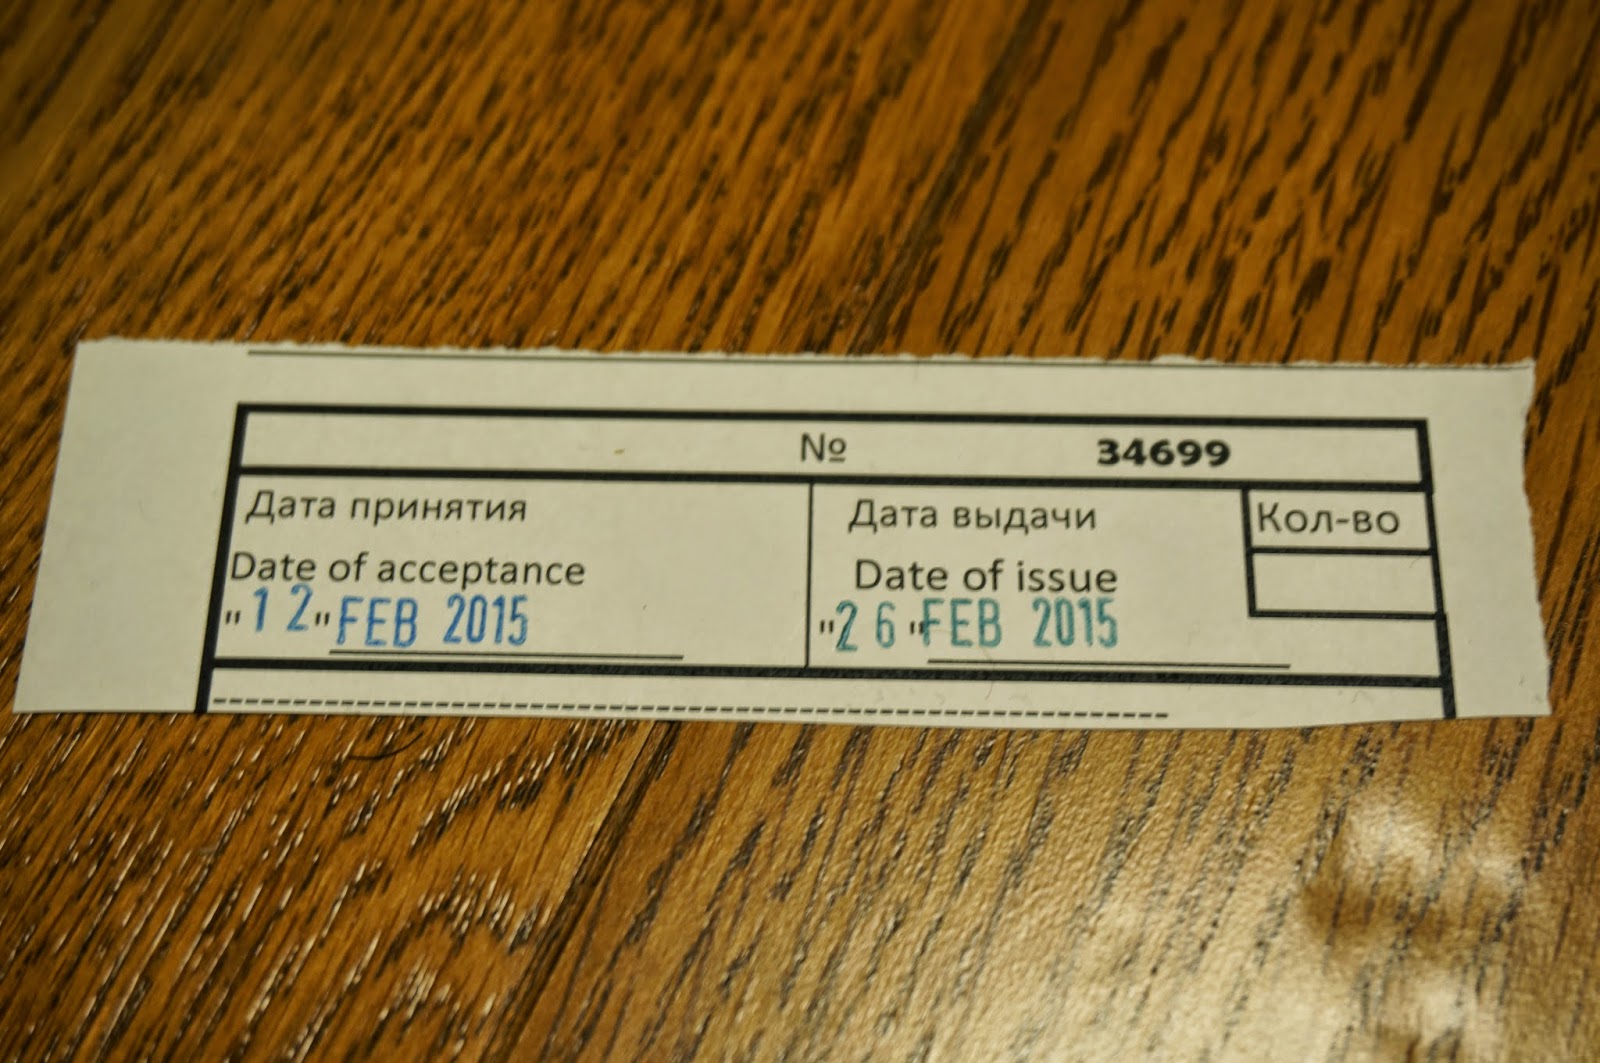 № 34699
Дата принятия
Date of acceptance
"12" FEB 2015
Дата выдачи
Date of issue
"26" FEB 2015
Кол-во